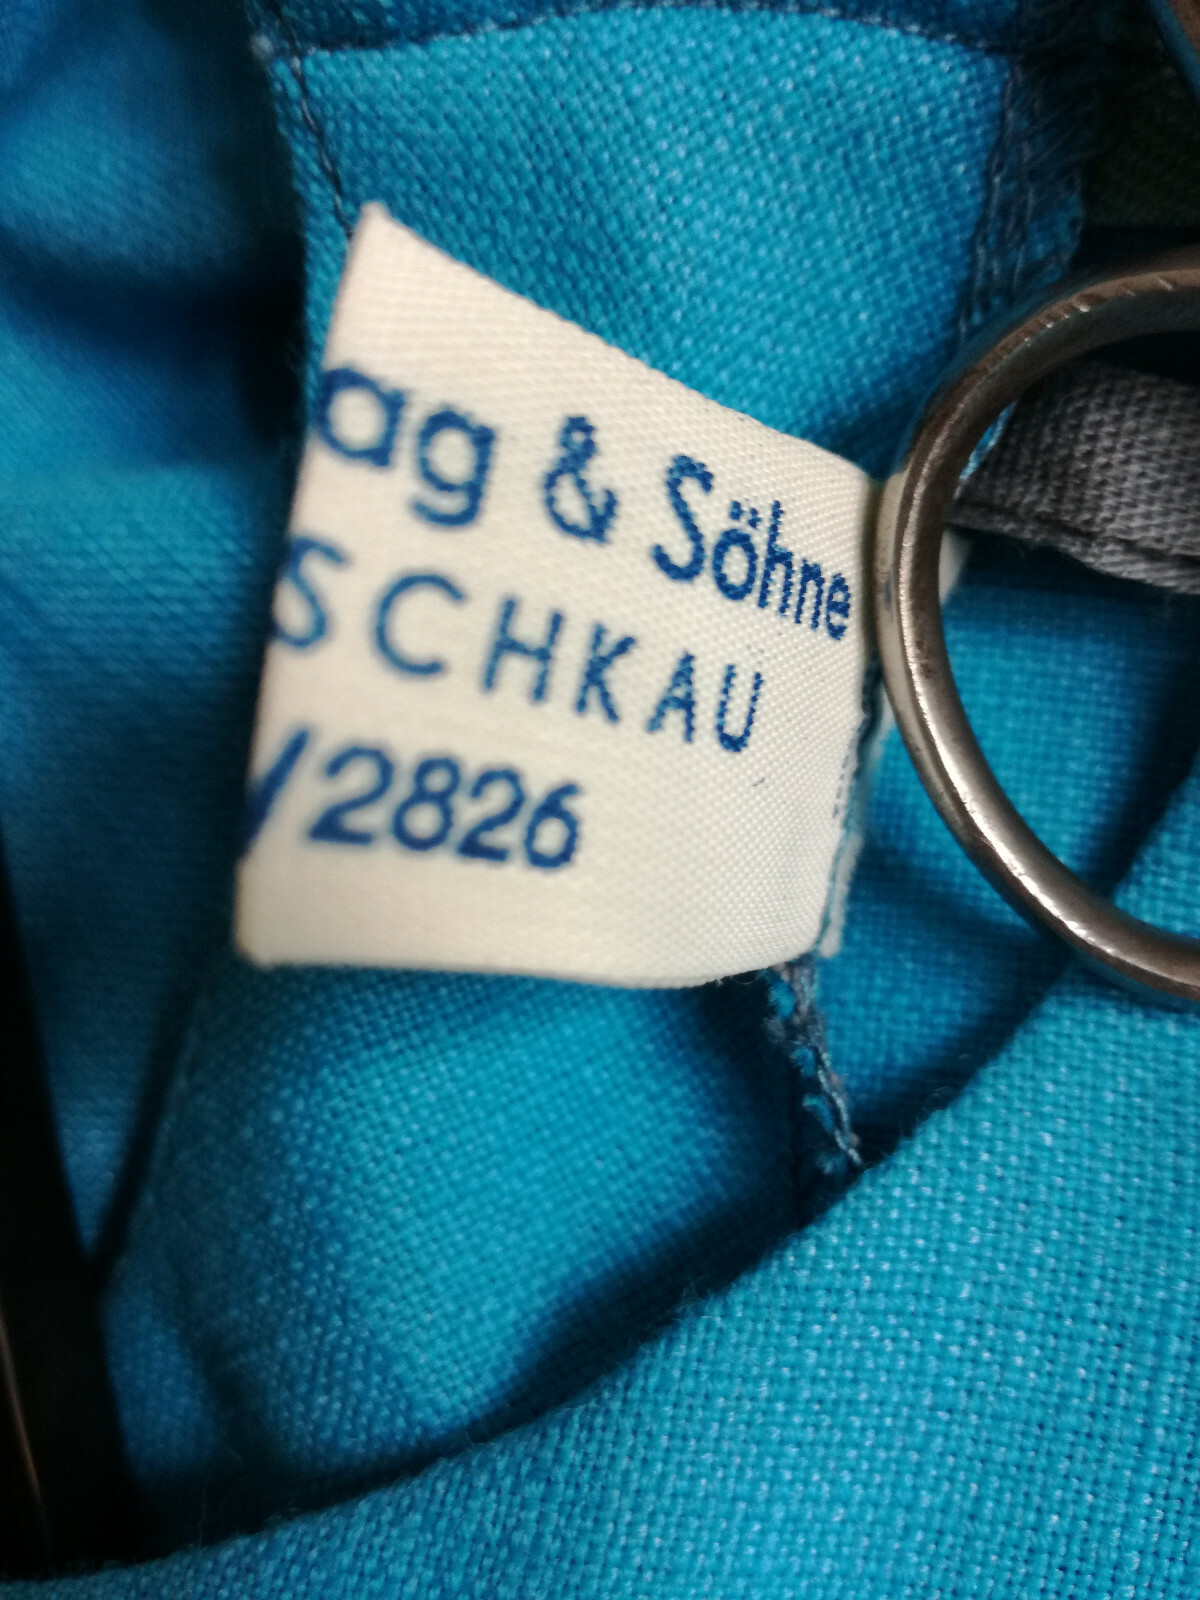 ag & Söhne
SCHKAU
/2826